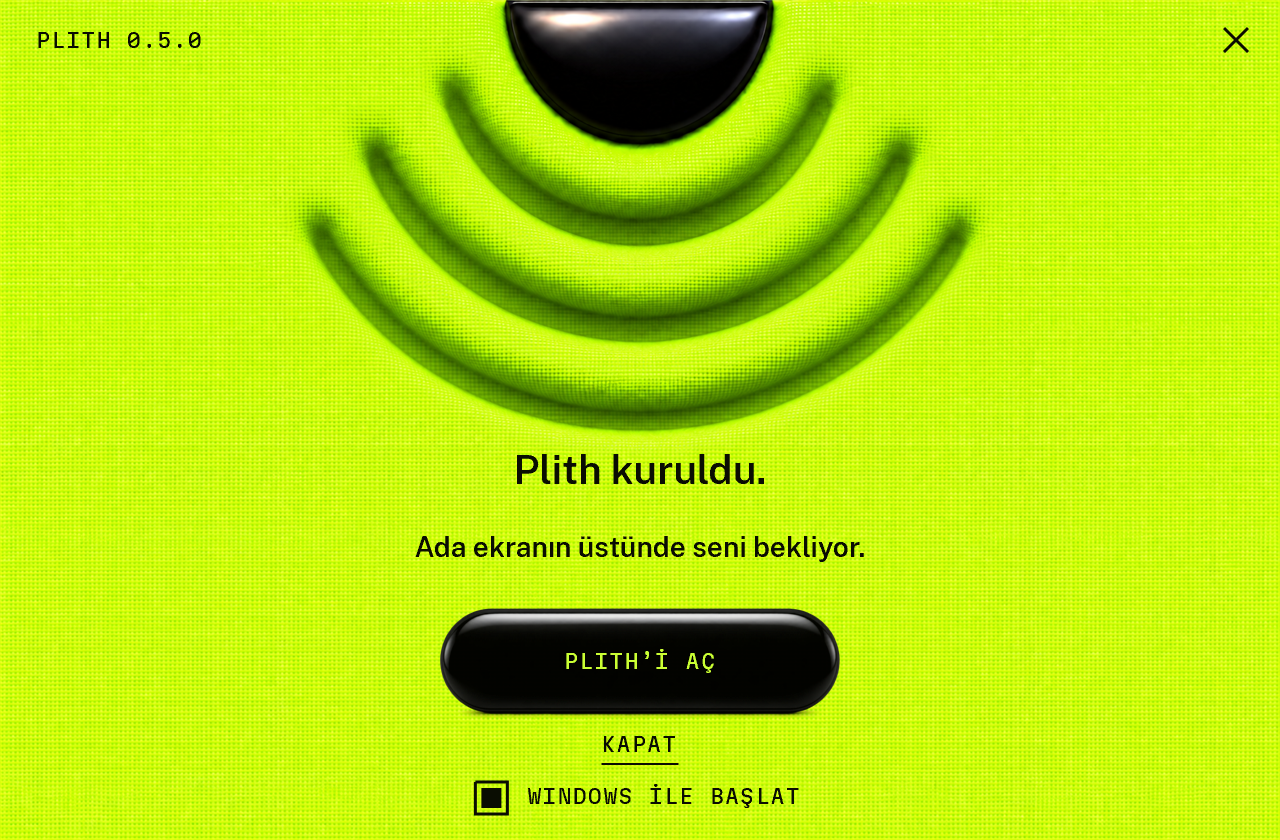 PLITH 0.5.0
Plith kuruldu.
Ada ekranın üstünde seni bekliyor.
PLITH’İ AÇ
KAPAT
WINDOWS İLE BAŞLAT